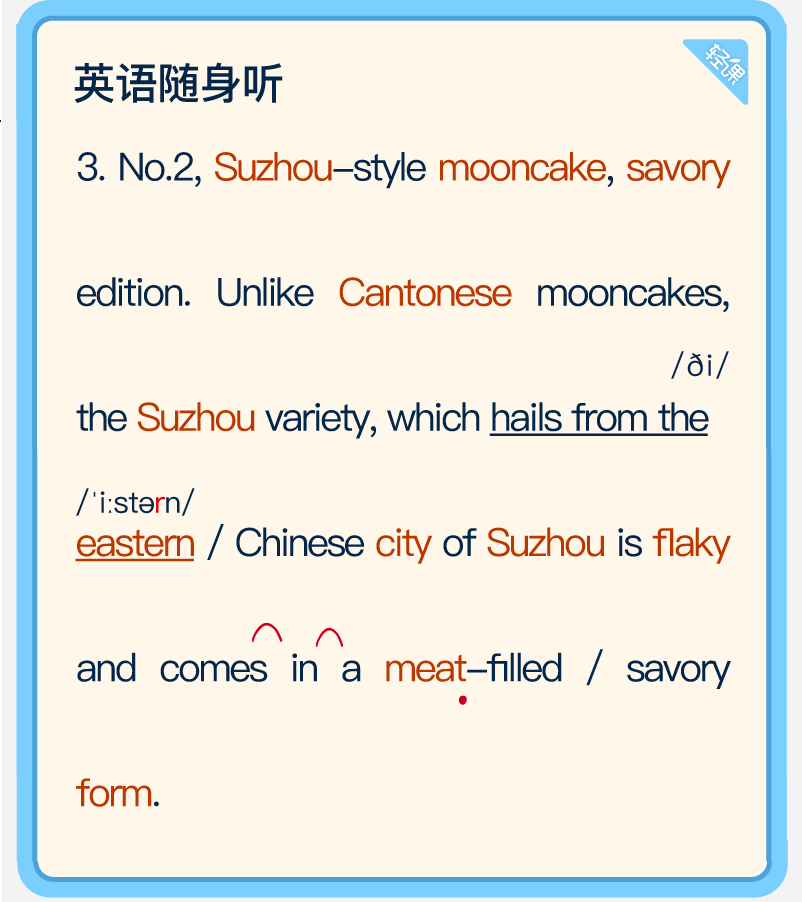 轻课
英语随身听
3. No.2, Suzhou–style mooncake, savory
edition. Unlike Cantonese mooncakes,
/ði/
the Suzhou variety, which hails from the
/ˈiːstərn/
eastern / Chinese city of Suzhou is flaky
and comes in a meat–filled / savory
form.